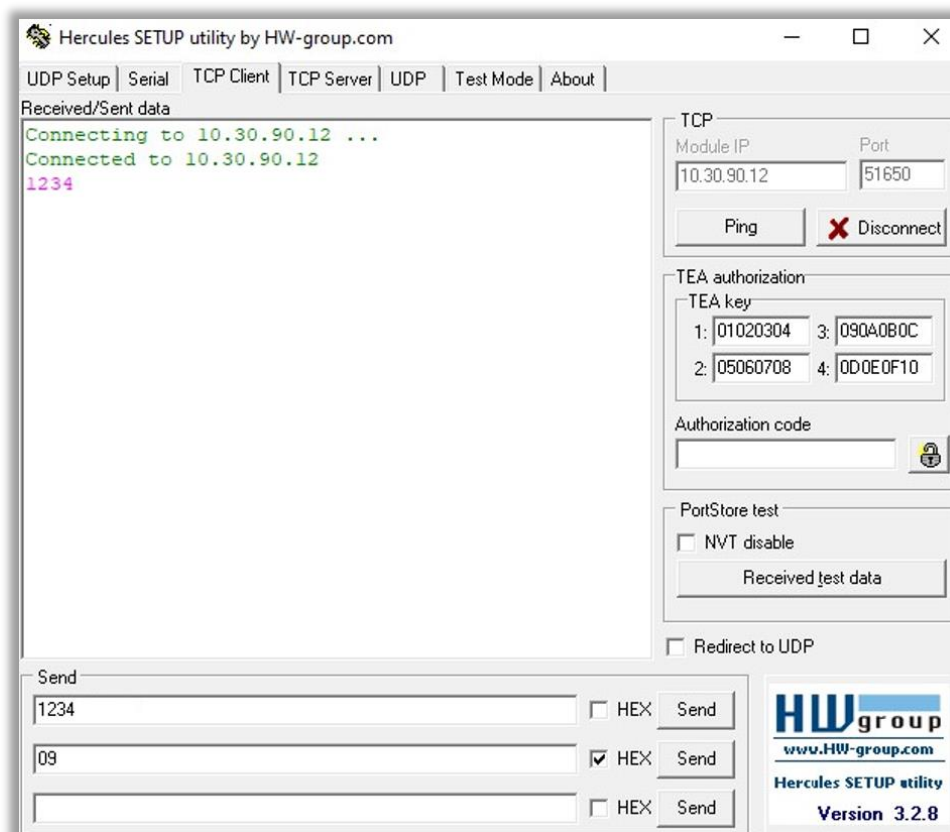 Hercules SETUP utility by HW-group.com
UDP Setup Serial TCP Client TCP Server UDP Test Mode About
Received/Sent data
Connecting to 10.30.90.12 ...
Connected to 10.30.90.12
1234
TCP
Module IP Port
10.30.90.12 51650
Ping Disconnect
TEA authorization
TEA key
1: 01020304 3: 090A0B0C
2: 05060708 4: 0D0E0F10
Authorization code
PortStore test
NVT disable
Received test data
Redirect to UDP
Send
1234 HEX Send
09 HEX Send
HEX Send
HW group
www.HW-group.com
Hercules SETUP utility
Version 3.2.8